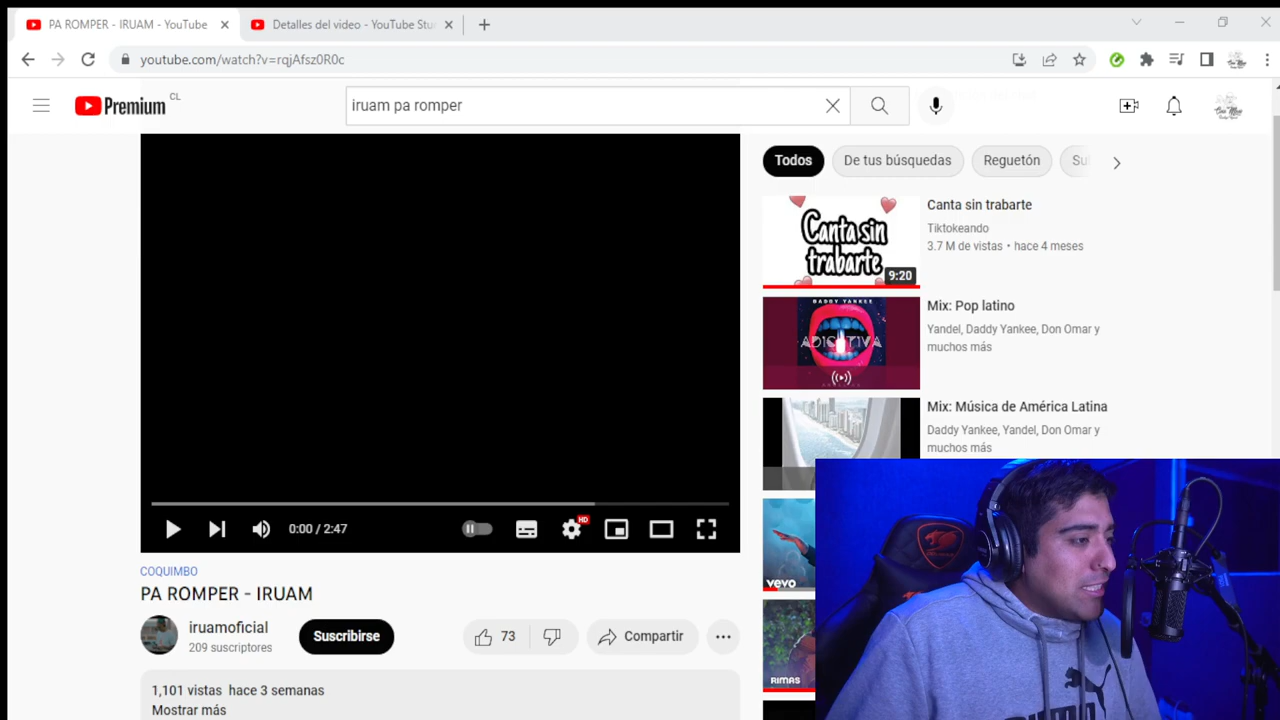 PA ROMPER - IRUAM - YouTube
Detalles del video - YouTube Stu
youtube.com/watch?v=rqjAfsz0R0c
Premium CL
iruam pa romper
Todos
De tus búsquedas
Reguetón
Canta sin trabarte
Canta sin trabarte
Tiktokeando
3.7 M de vistas • hace 4 meses
9:20
DADDY YANKEE
Mix: Pop latino
Yandel, Daddy Yankee, Don Omar y
muchos más
Mix: Música de América Latina
Daddy Yankee, Yandel, Don Omar y
muchos más
0:00 / 2:47
HD
vevo
COQUIMBO
PA ROMPER - IRUAM
iruamoficial
209 suscriptores
Suscribirse
73
Compartir
RIMAS
1,101 vistas hace 3 semanas
Mostrar más